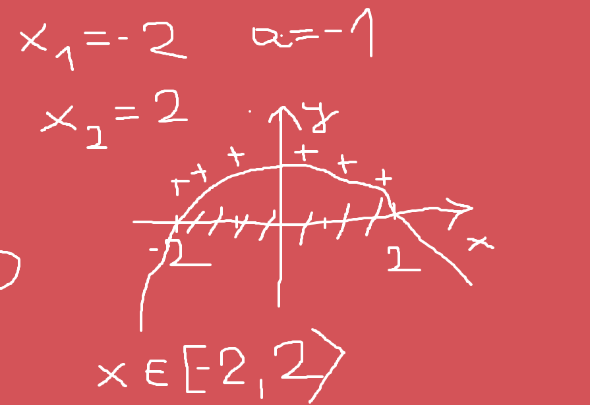 x₁ = -2 a = -1
x₂ = 2
y
+ + + + + +
-2 2 x
x ∈ [-2, 2⟩